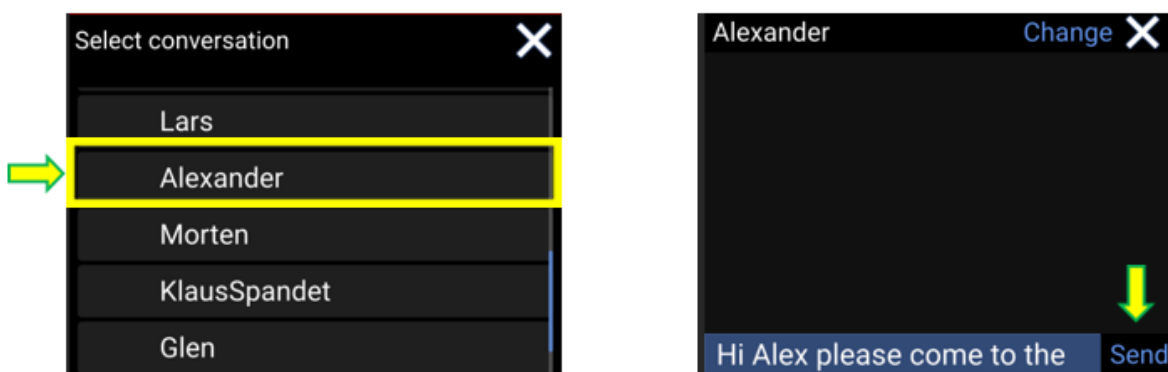 Select conversation
Lars
Alexander
Morten
KlausSpandet
Glen
Alexander Change
Hi Alex please come to the Send